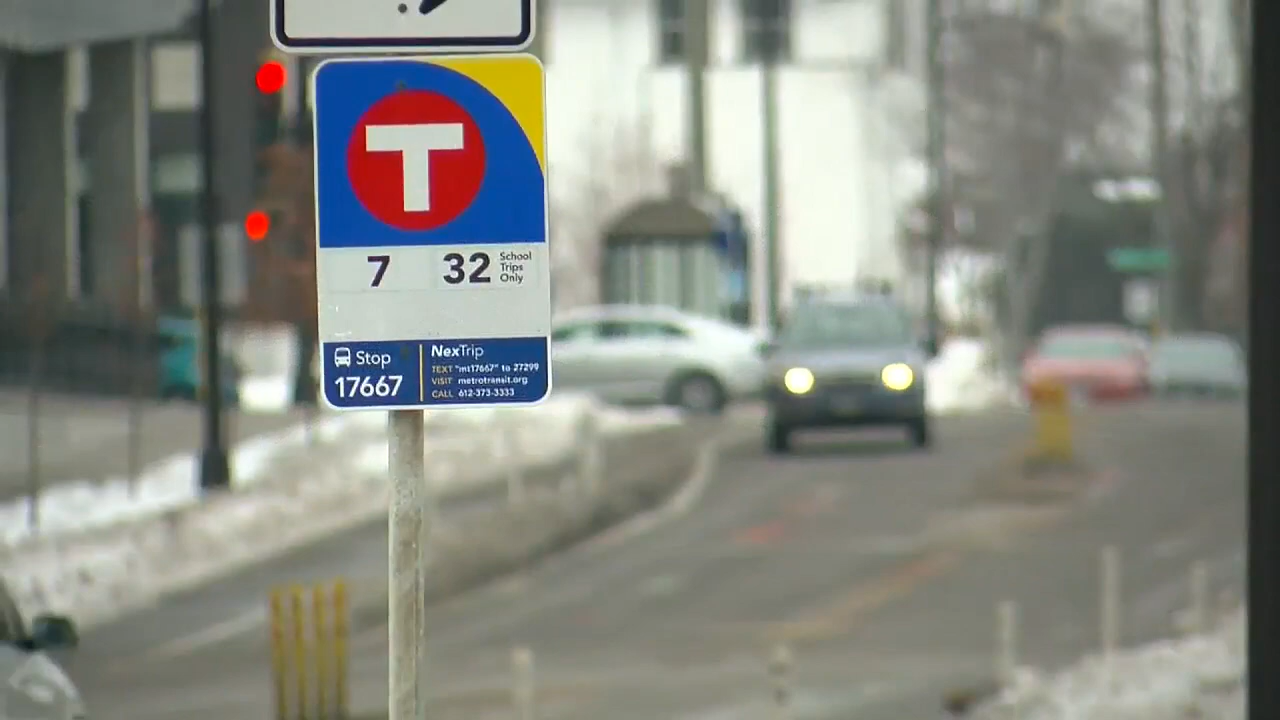 T
7 32 School
Trips
Only
Stop
17667
NexTrip
TEXT "mt17667" to 27299
VISIT metrotransit.org
CALL 612-373-3333